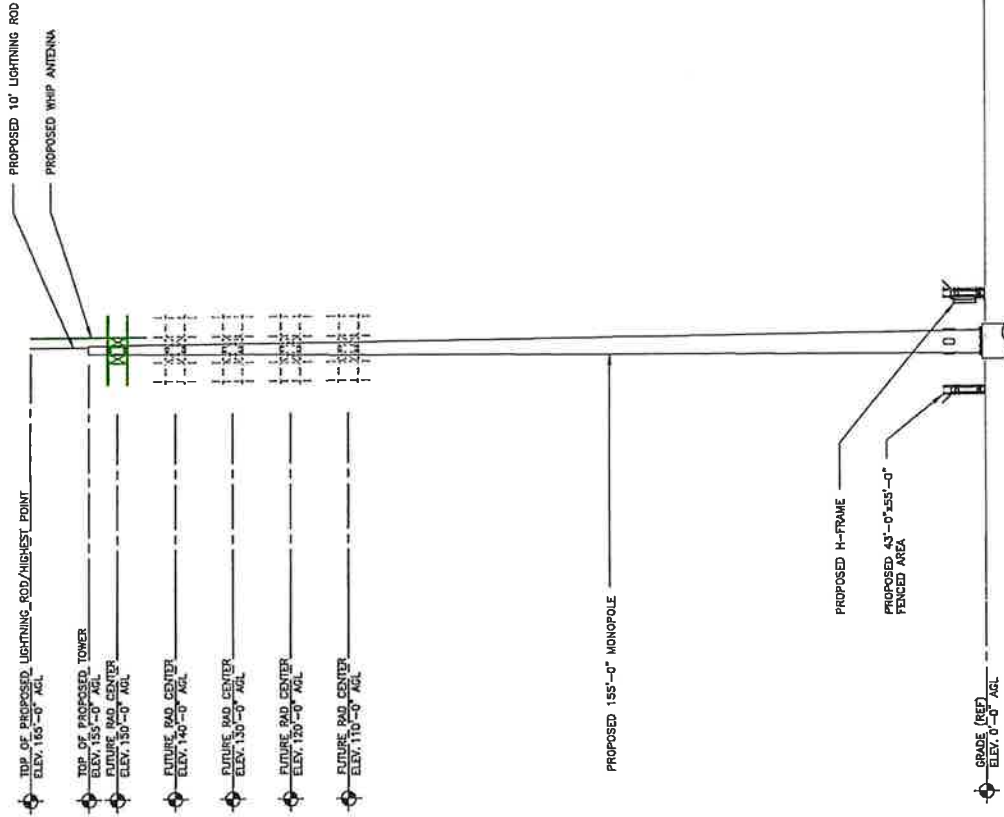 PROPOSED 10' LIGHTNING ROD
PROPOSED WHIP ANTENNA
TOP OF PROPOSED LIGHTNING ROD/HIGHEST POINT
ELEV. 165'-0" AGL
TOP OF PROPOSED TOWER
ELEV. 155'-0" AGL
FUTURE RAD CENTER
ELEV. 150'-0" AGL
FUTURE RAD CENTER
ELEV. 140'-0" AGL
FUTURE RAD CENTER
ELEV. 130'-0" AGL
FUTURE RAD CENTER
ELEV. 120'-0" AGL
FUTURE RAD CENTER
ELEV. 110'-0" AGL
PROPOSED 155'-0" MONOPOLE
PROPOSED H-FRAME
PROPOSED 43'-0"x55'-0"
FENCED AREA
GRADE (REF)
ELEV. 0'-0" AGL